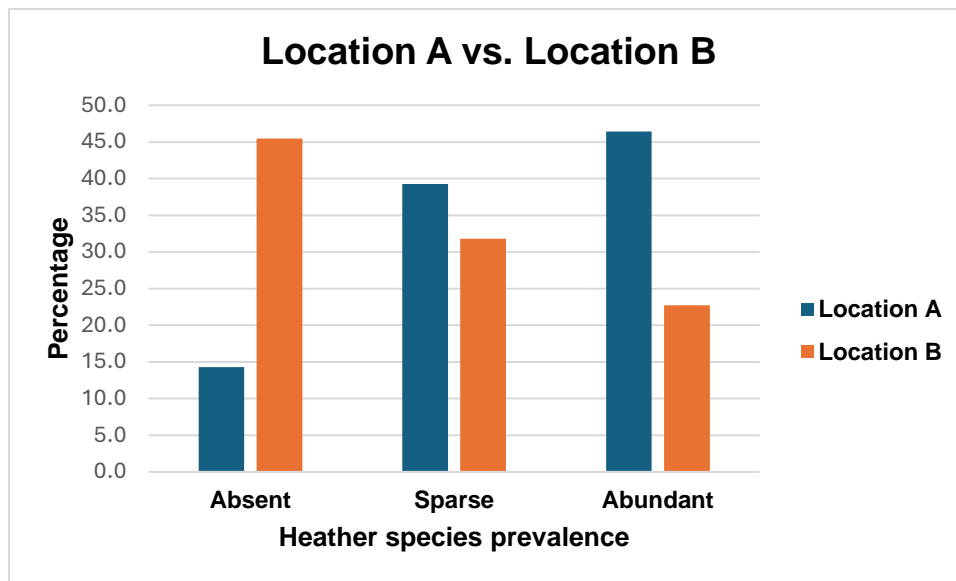 Location A vs. Location B
50.0
45.0
40.0
35.0
30.0
25.0
20.0
15.0
10.0
5.0
0.0
Percentage
Absent Sparse Abundant
Heather species prevalence
Location A
Location B